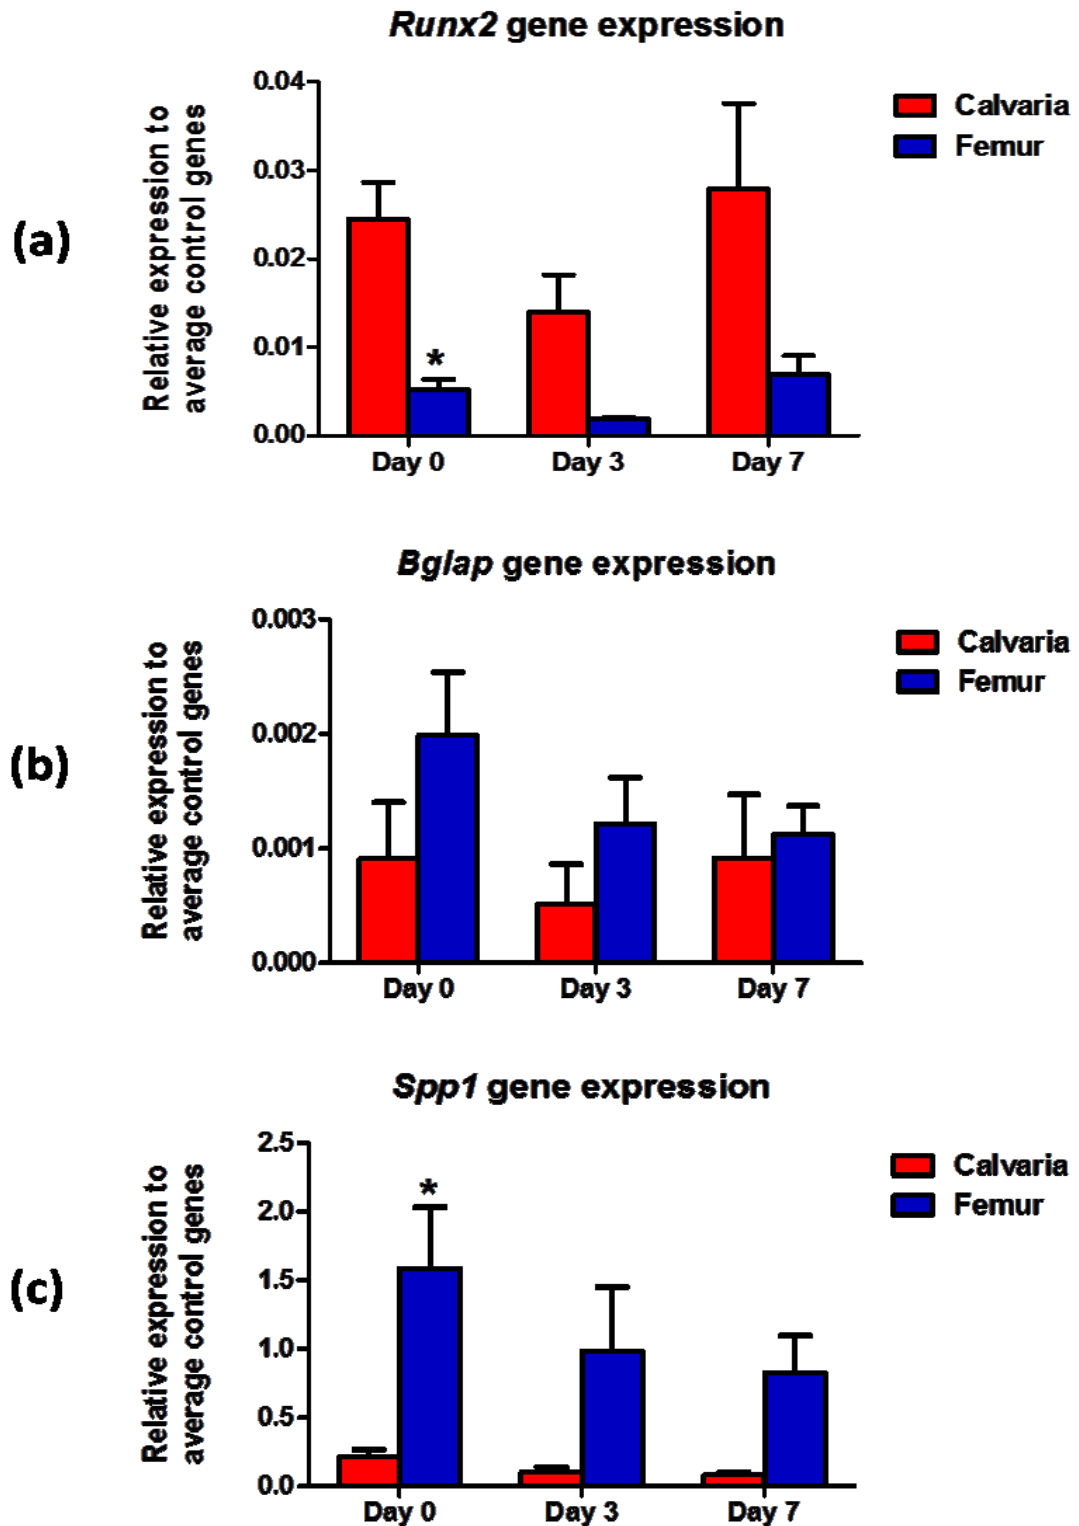 Runx2 gene expression
(a)
Relative expression to
average control genes
0.04
0.03
0.02
0.01
0.00
*
Day 0
Day 3
Day 7
Calvaria
Femur
Bglap gene expression
(b)
Relative expression to
average control genes
0.003
0.002
0.001
0.000
Day 0
Day 3
Day 7
Calvaria
Femur
Spp1 gene expression
(c)
Relative expression to
average control genes
2.5
2.0
1.5
1.0
0.5
0.0
*
Day 0
Day 3
Day 7
Calvaria
Femur